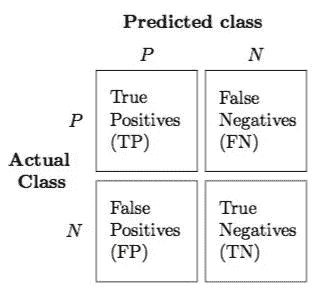 Predicted class
P N
P
True
Positives
(TP)
False
Negatives
(FN)
Actual
Class
N
False
Positives
(FP)
True
Negatives
(TN)